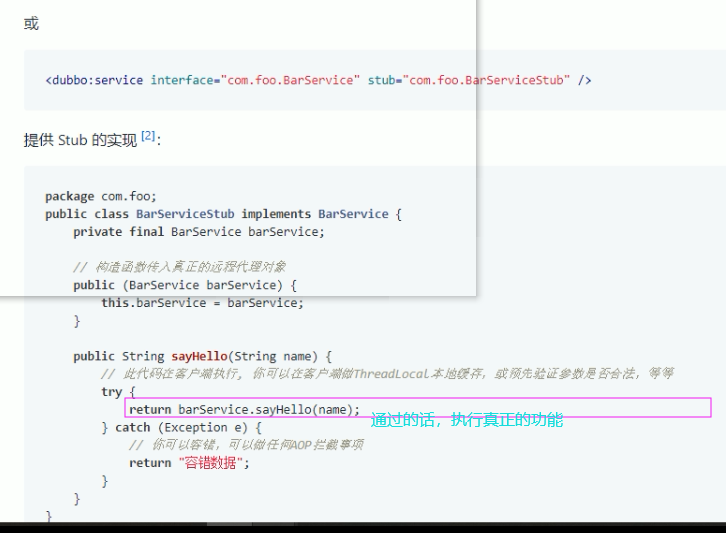 或
<dubbo:service interface="com.foo.BarService" stub="com.foo.BarServiceStub" />
提供 Stub 的实现 [2]:
package com.foo;
public class BarServiceStub implements BarService {
    private final BarService barService;
    // 构造函数传入真正的远程代理对象
    public (BarService barService) {
        this.barService = barService;
    }
    public String sayHello(String name) {
        // 此代码在客户端执行, 你可以在客户端做ThreadLocal本地缓存，或预先验证参数是否合法，等等
        try {
            return barService.sayHello(name);
通过的话，执行真正的功能
        } catch (Exception e) {
            // 你可以容错，可以做任何AOP拦截事项
            return "容错数据";
        }
    }
}